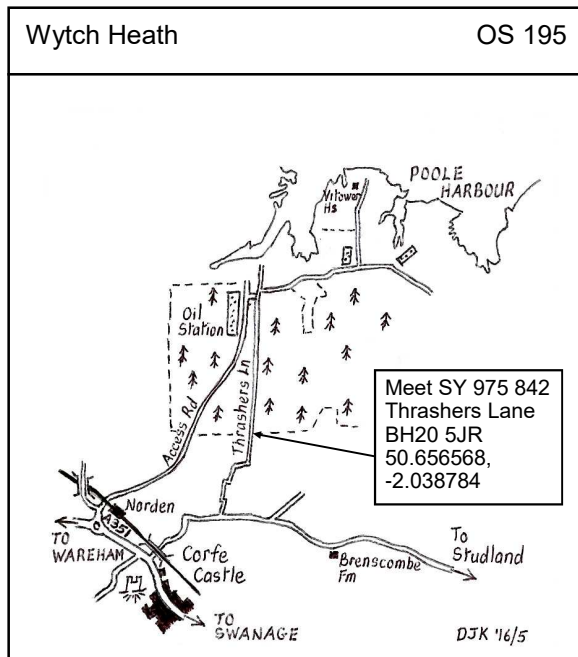 Wytch Heath OS 195
POOLE
HARBOUR
Vitower
Hs
Oil
Station
Access Rd
Thrashers Ln
Meet SY 975 842
Thrashers Lane
BH20 5JR
50.656568,
-2.038784
Norden
A351
TO
WAREHAM
Corfe
Castle
Brenscombe
Fm
To
Studland
TO
SWANAGE
DJK '16/5